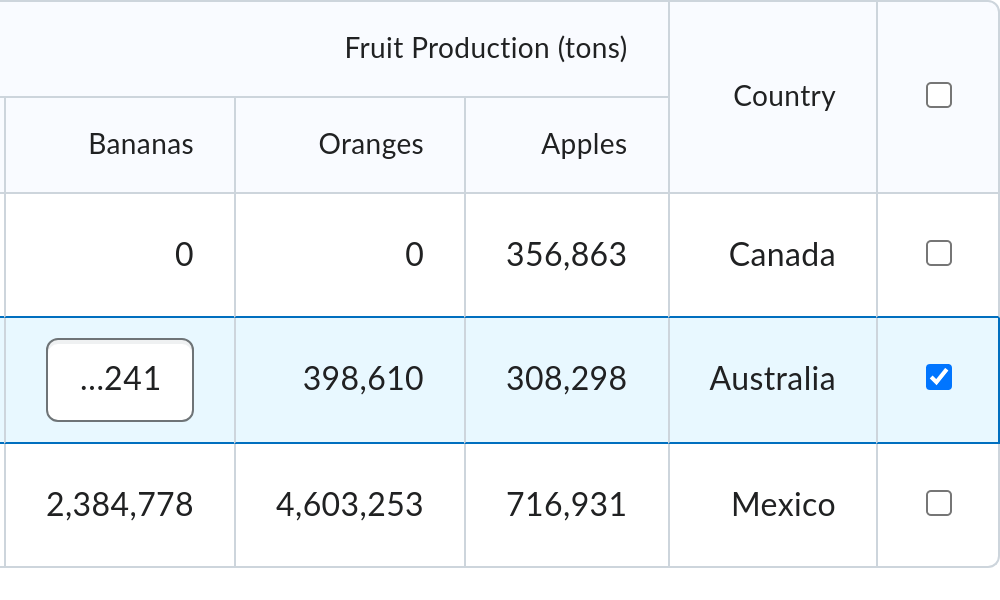 Fruit Production (tons)
Country
Bananas Oranges Apples
0 0 356,863 Canada
...241 398,610 308,298 Australia
2,384,778 4,603,253 716,931 Mexico